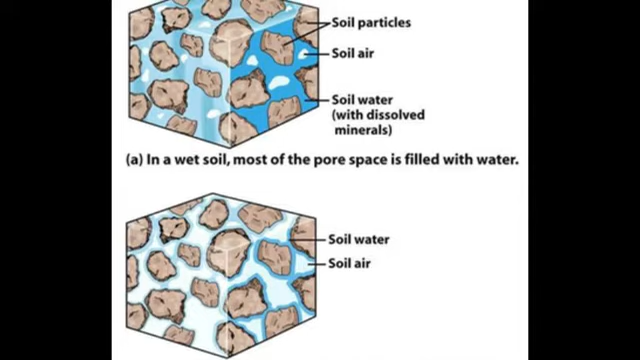 Soil particles
Soil air
Soil water
(with dissolved
minerals)
(a) In a wet soil, most of the pore space is filled with water.
Soil water
Soil air